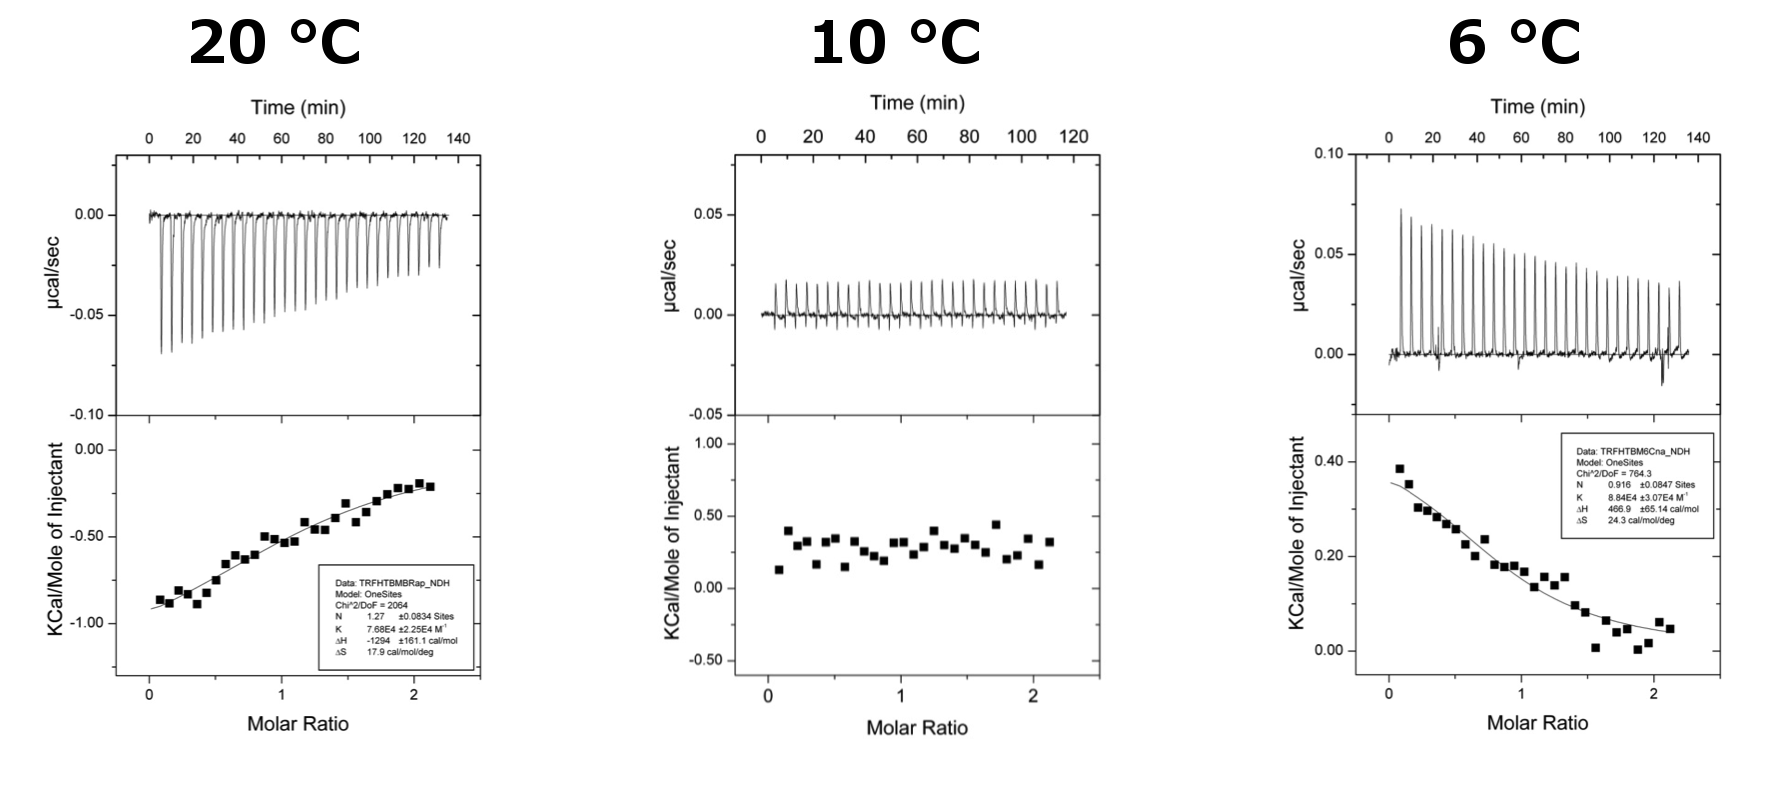 20 °C
Time (min)
0 20 40 60 80 100 120 140
0.00
-0.05
-0.10
µcal/sec
0.00
-0.50
-1.00
KCal/Mole of Injectant
Data: TRFHTBMBRap_NDH
Model: OneSites
Chi^2/DoF = 2064
N 1.27 ±0.0834 Sites
K 7.68E4 ±2.25E4 M⁻¹
ΔH -1294 ±161.1 cal/mol
ΔS 17.9 cal/mol/deg
0 1 2
Molar Ratio
10 °C
Time (min)
0 20 40 60 80 100 120
0.05
0.00
-0.05
µcal/sec
1.00
0.50
0.00
-0.50
KCal/Mole of Injectant
0 1 2
Molar Ratio
6 °C
Time (min)
0 20 40 60 80 100 120 140
0.10
0.05
0.00
µcal/sec
0.40
0.20
0.00
KCal/Mole of Injectant
Data: TRFHTBM6Cna_NDH
Model: OneSites
Chi^2/DoF = 764.3
N 0.916 ±0.0847 Sites
K 8.84E4 ±3.07E4 M⁻¹
ΔH 466.9 ±65.14 cal/mol
ΔS 24.3 cal/mol/deg
0 1 2
Molar Ratio